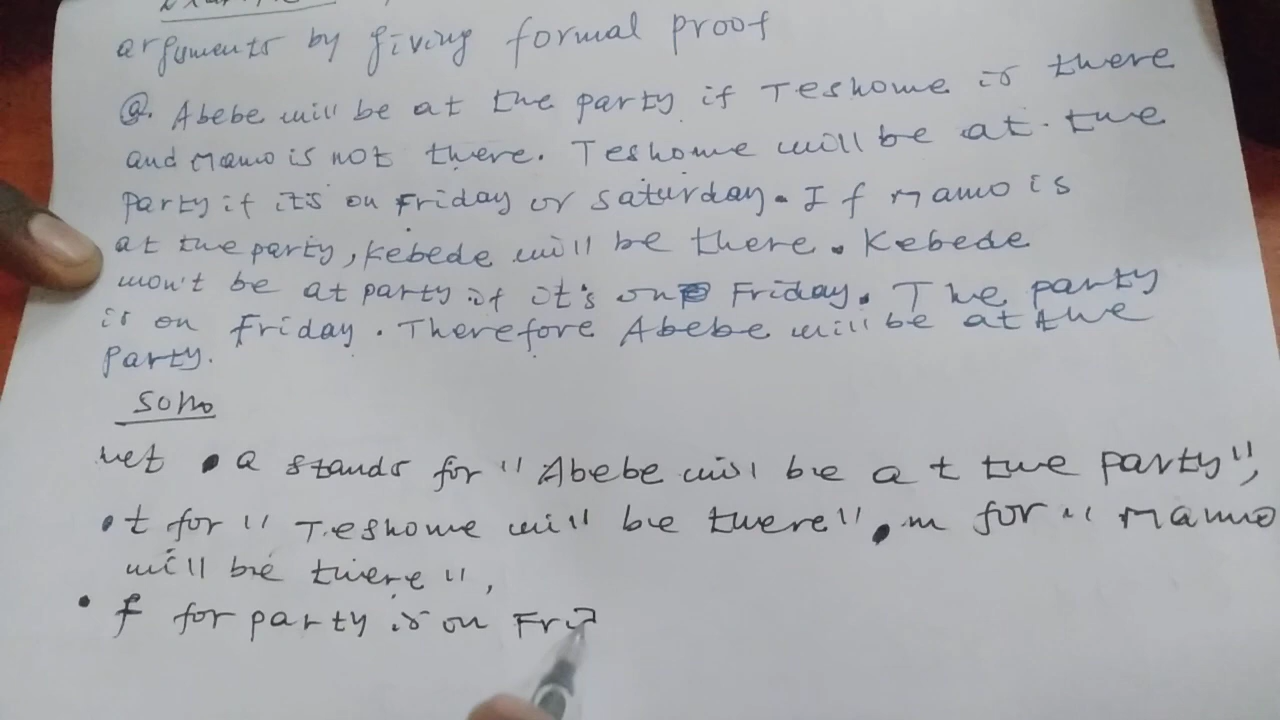 arguments by giving formal proof
@. Abebe will be at the party if Teshome is there
and Mamo is not there. Teshome will be at the
party if it's on Friday or saturday. If Mamo is
at the party, Kebede will be there. Kebede
won't be at party if it's on Friday. The party
is on Friday. Therefore Abebe will be at the
Party.
Soln
Let • a stands for "Abebe will be at the party",
• t for "Teshome will be there", m for "Mamo
will be there",
• f for party is on Fri